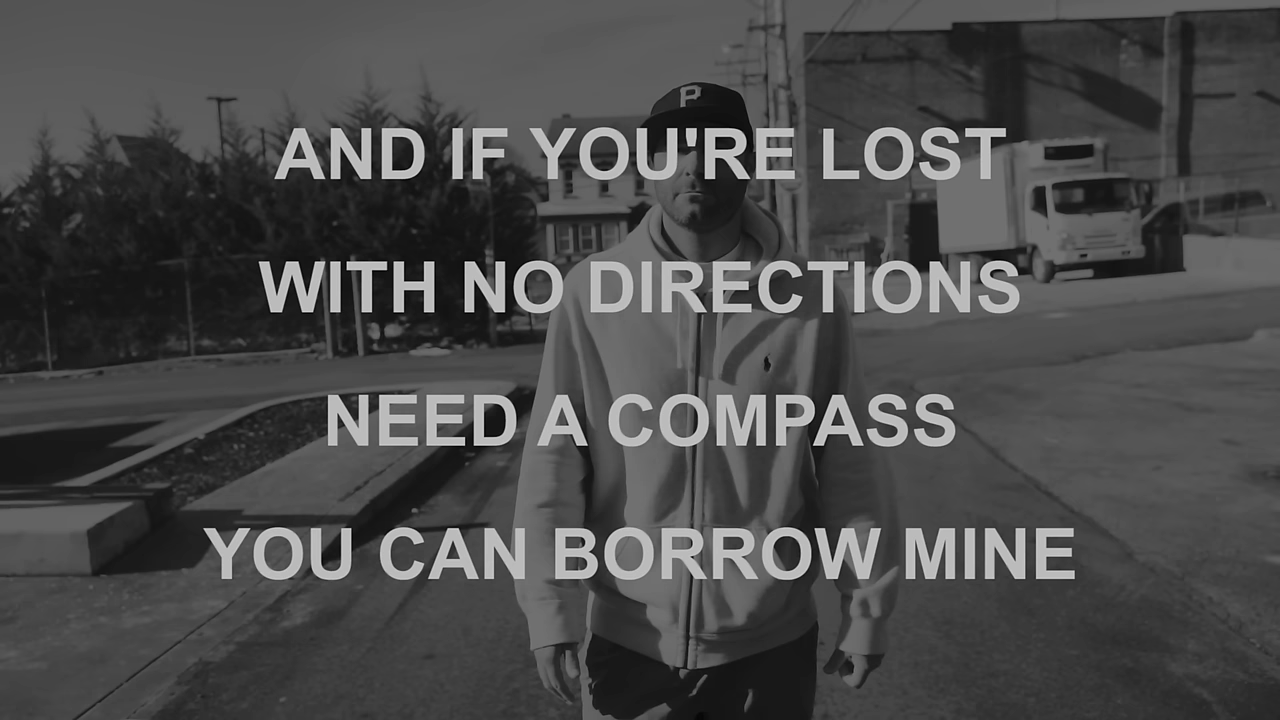 P
AND IF YOU'RE LOST
WITH NO DIRECTIONS
NEED A COMPASS
YOU CAN BORROW MINE